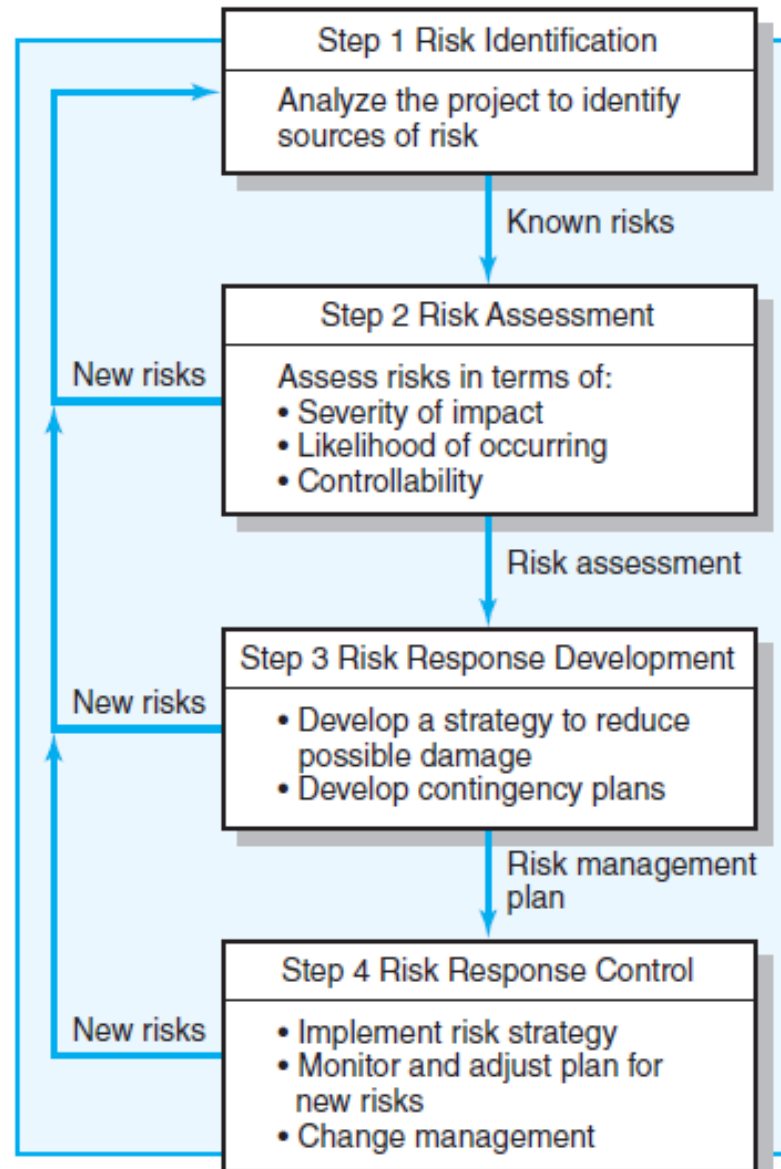 Step 1 Risk Identification
Analyze the project to identify
sources of risk
Known risks
Step 2 Risk Assessment
New risks
Assess risks in terms of:
• Severity of impact
• Likelihood of occurring
• Controllability
Risk assessment
Step 3 Risk Response Development
New risks
• Develop a strategy to reduce
possible damage
• Develop contingency plans
Risk management
plan
Step 4 Risk Response Control
New risks
• Implement risk strategy
• Monitor and adjust plan for
new risks
• Change management